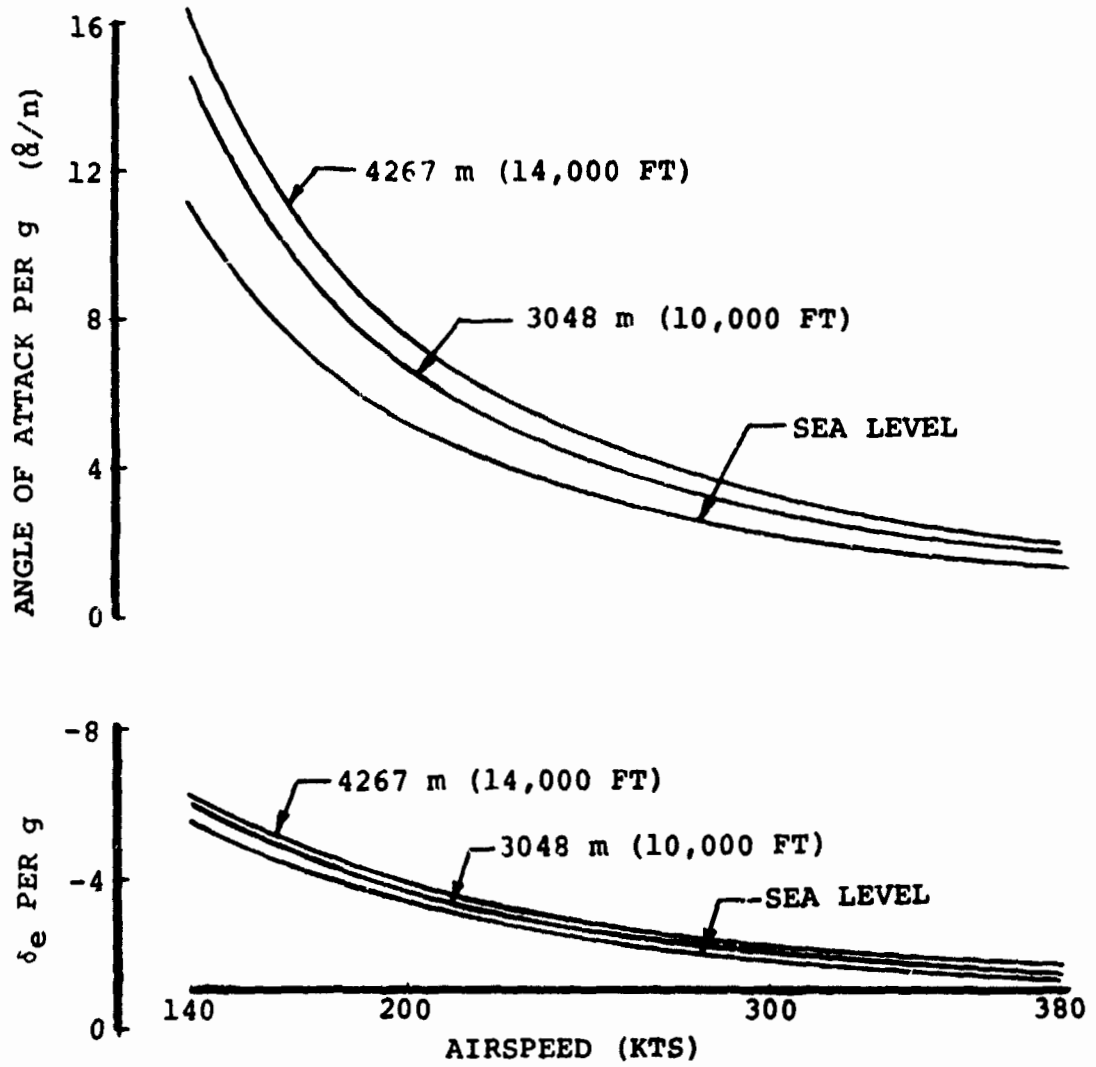 16
12
8
4
0
ANGLE OF ATTACK PER g (α/n)
4267 m (14,000 FT)
3048 m (10,000 FT)
SEA LEVEL
-8
-4
0
δe PER g
4267 m (14,000 FT)
3048 m (10,000 FT)
SEA LEVEL
140 200 300 380
AIRSPEED (KTS)